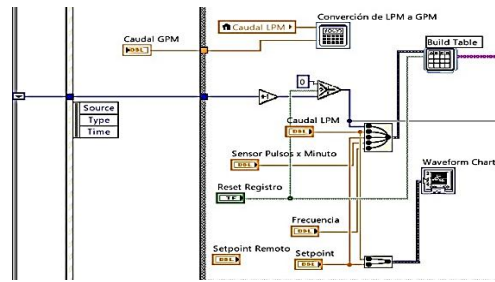 Converción de LPM a GPM
Caudal LPM
Caudal GPM
DBL
Build Table
0
Source
Type
Time
Caudal LPM
DBL
Sensor Pulsos x Minuto
DBL
Waveform Chart
Reset Registro
TF
Frecuencia
DBL
Setpoint Remoto
DBL
Setpoint
DBL